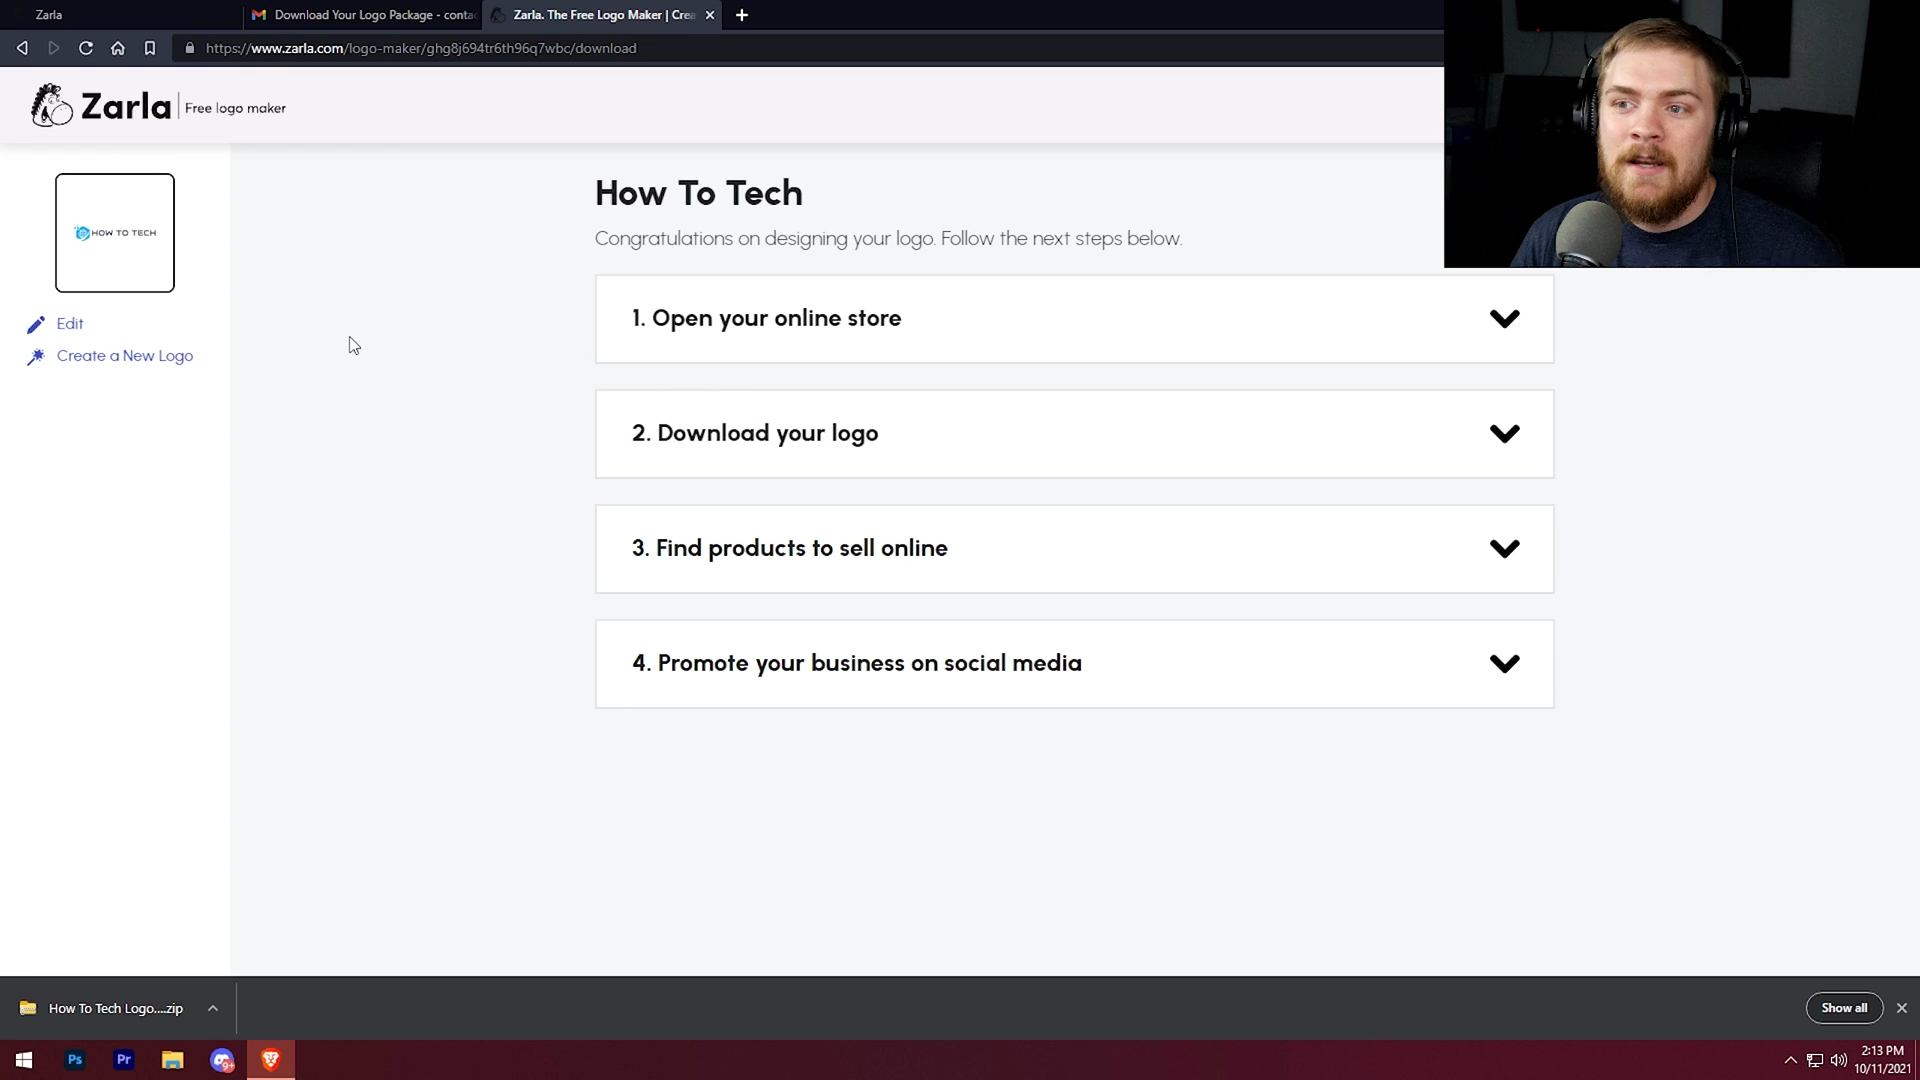 Zarla
Download Your Logo Package - conta
Zarla. The Free Logo Maker | Cre
https://www.zarla.com/logo-maker/ghg8j694tr6th96q7wbc/download
Zarla Free logo maker
HOW TO TECH
Edit
Create a New Logo
How To Tech
Congratulations on designing your logo. Follow the next steps below.
1. Open your online store
2. Download your logo
3. Find products to sell online
4. Promote your business on social media
How To Tech Logo....zip
Show all
Ps
Pr
9+
2:13 PM
10/11/2021